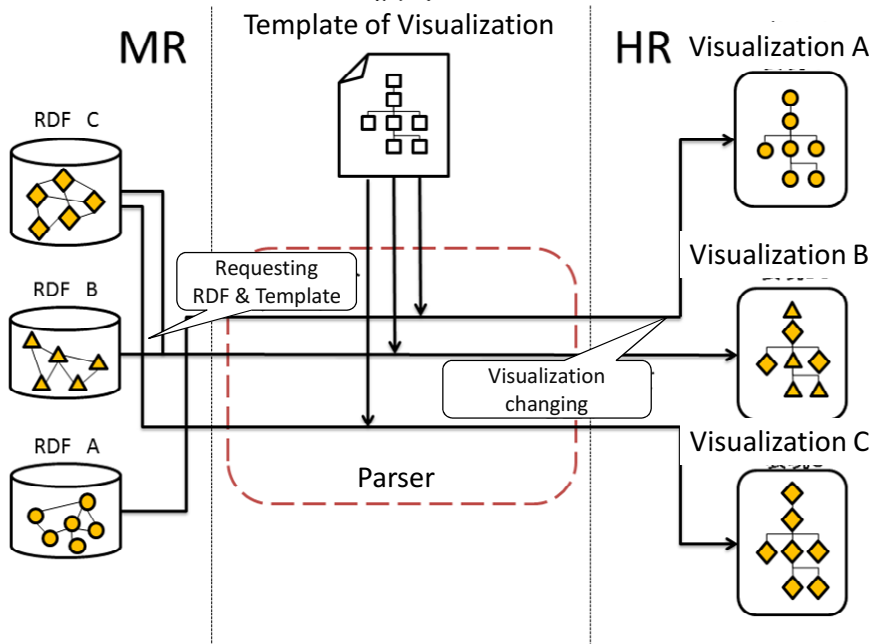 Template of Visualization
MR
HR
Visualization A
RDF C
Requesting
RDF & Template
Visualization B
RDF B
Visualization
changing
Visualization C
RDF A
Parser